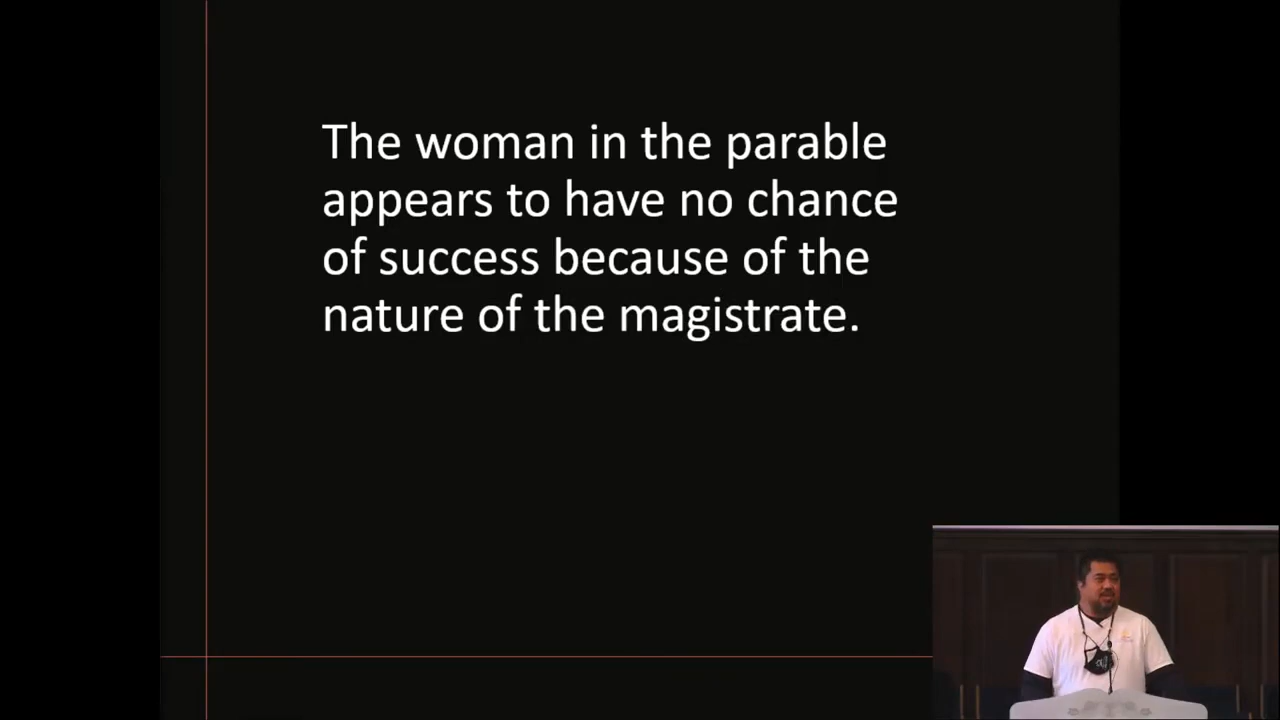 The woman in the parable
appears to have no chance
of success because of the
nature of the magistrate.